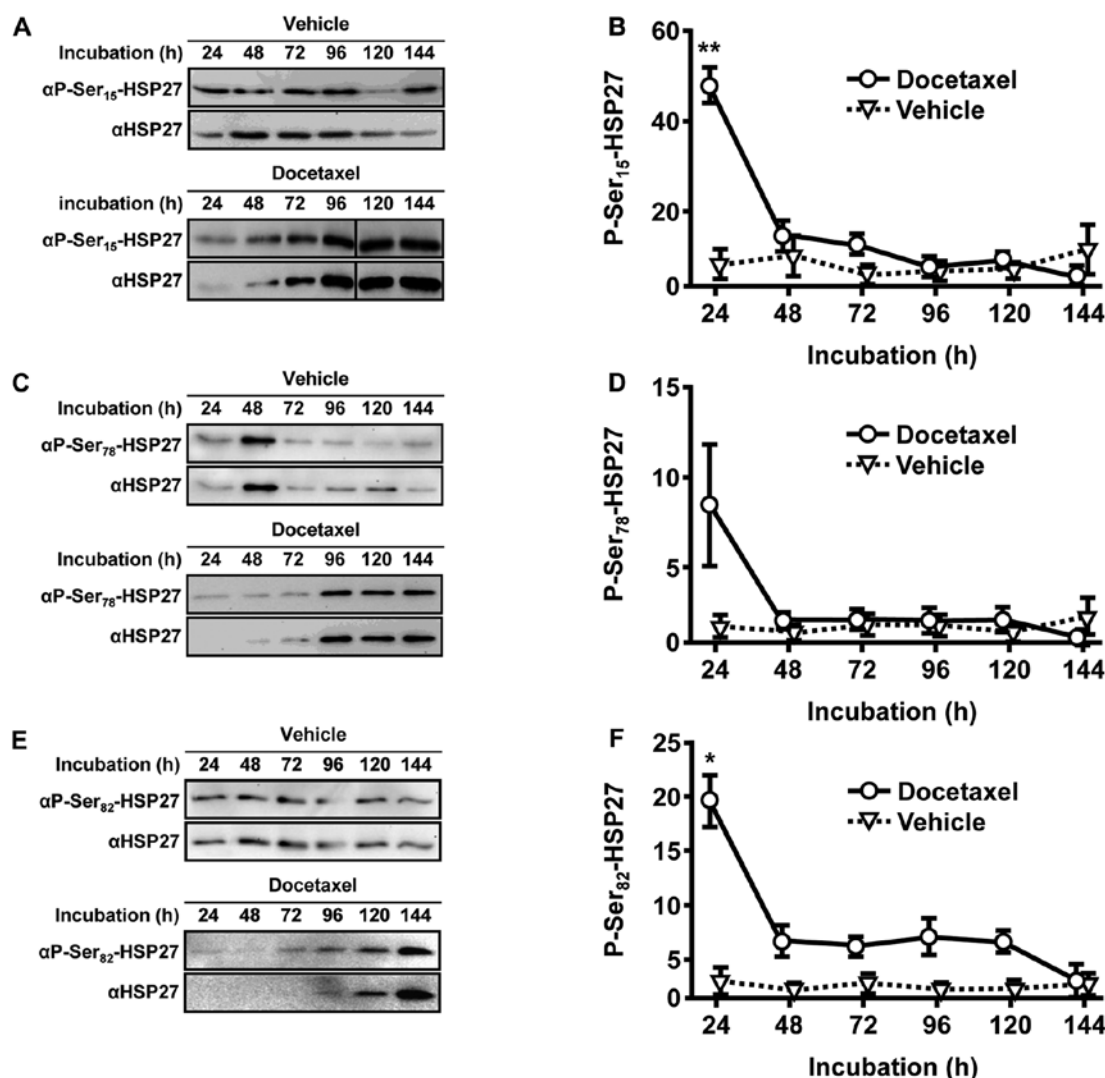 A
Vehicle
Incubation (h) 24 48 72 96 120 144
αP-Ser₁₅-HSP27
αHSP27
Docetaxel
incubation (h) 24 48 72 96 120 144
αP-Ser₁₅-HSP27
αHSP27
B
P-Ser₁₅-HSP27
60
40
20
0
**
Docetaxel
Vehicle
24 48 72 96 120 144
Incubation (h)
C
Vehicle
Incubation (h) 24 48 72 96 120 144
αP-Ser₇₈-HSP27
αHSP27
Docetaxel
Incubation (h) 24 48 72 96 120 144
αP-Ser₇₈-HSP27
αHSP27
D
P-Ser₇₈-HSP27
15
10
5
0
Docetaxel
Vehicle
24 48 72 96 120 144
Incubation (h)
E
Vehicle
Incubation (h) 24 48 72 96 120 144
αP-Ser₈₂-HSP27
αHSP27
Docetaxel
Incubation (h) 24 48 72 96 120 144
αP-Ser₈₂-HSP27
αHSP27
F
P-Ser₈₂-HSP27
25
20
15
10
5
0
*
Docetaxel
Vehicle
24 48 72 96 120 144
Incubation (h)